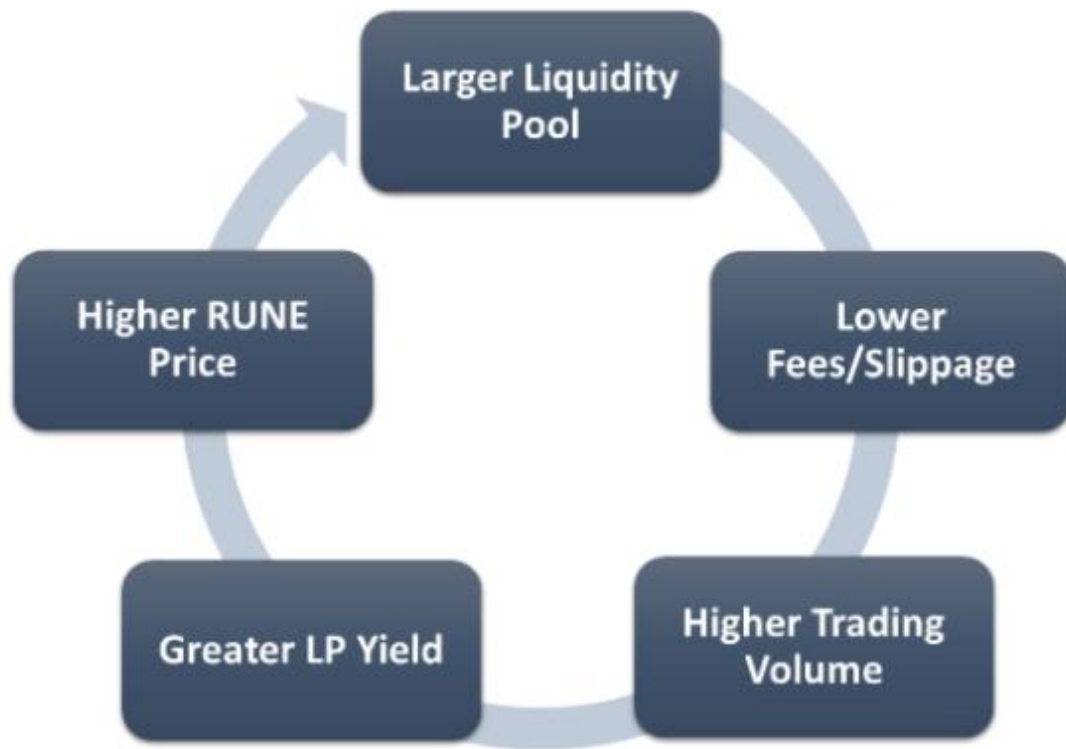 Larger Liquidity
Pool
Lower
Fees/Slippage
Higher Trading
Volume
Greater LP Yield
Higher RUNE
Price